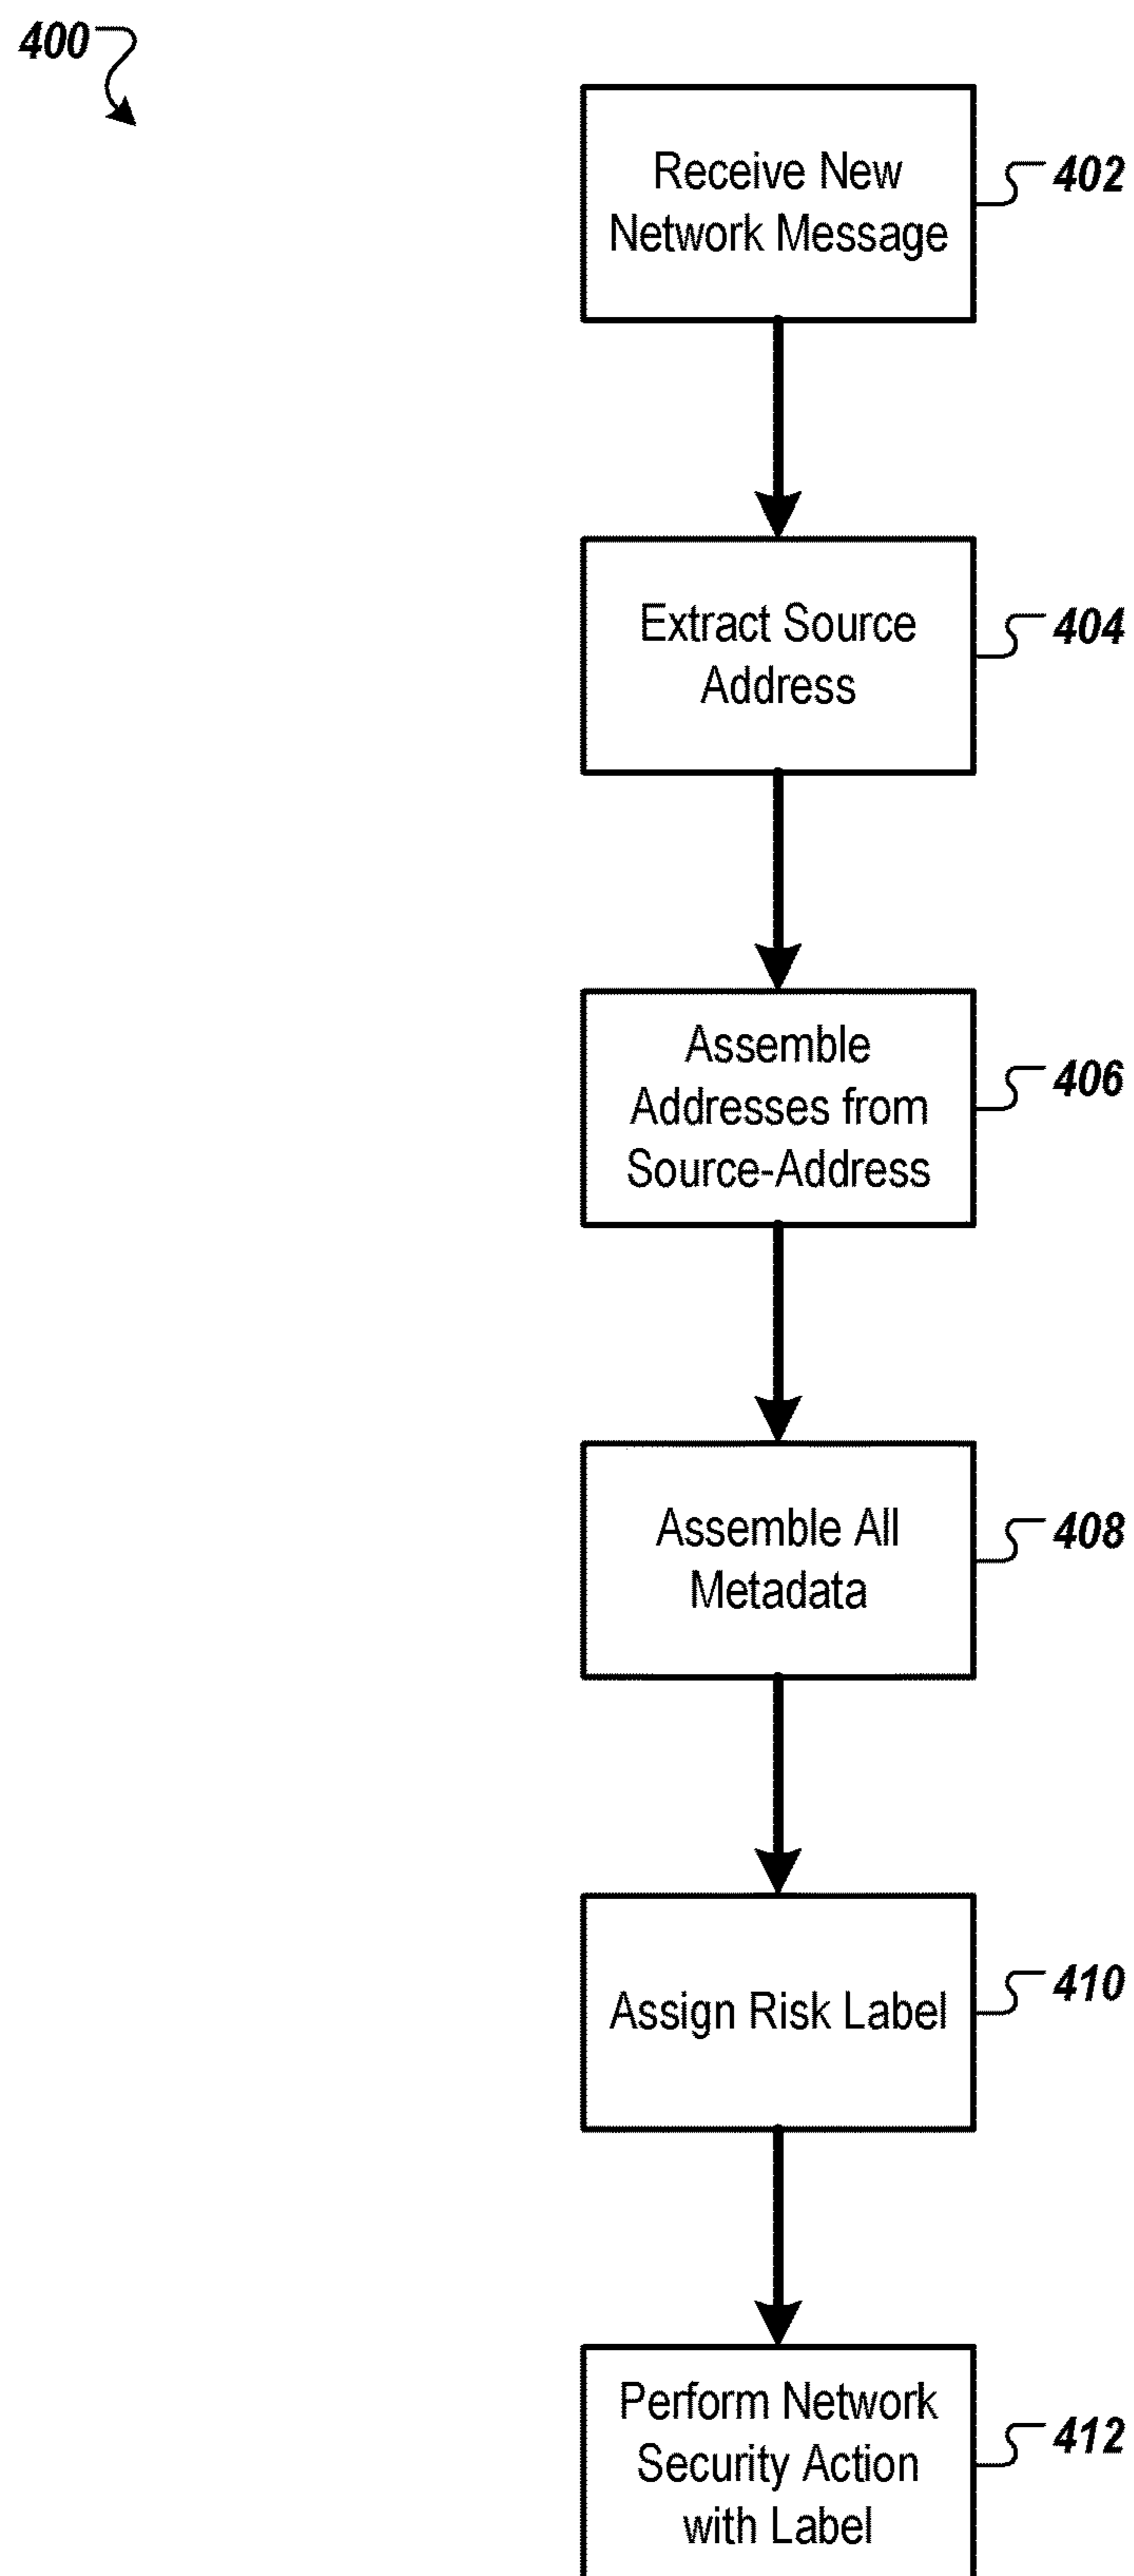 400
Receive New
Network Message
402
Extract Source
Address
404
Assemble
Addresses from
Source-Address
406
Assemble All
Metadata
408
Assign Risk Label
410
Perform Network
Security Action
with Label
412